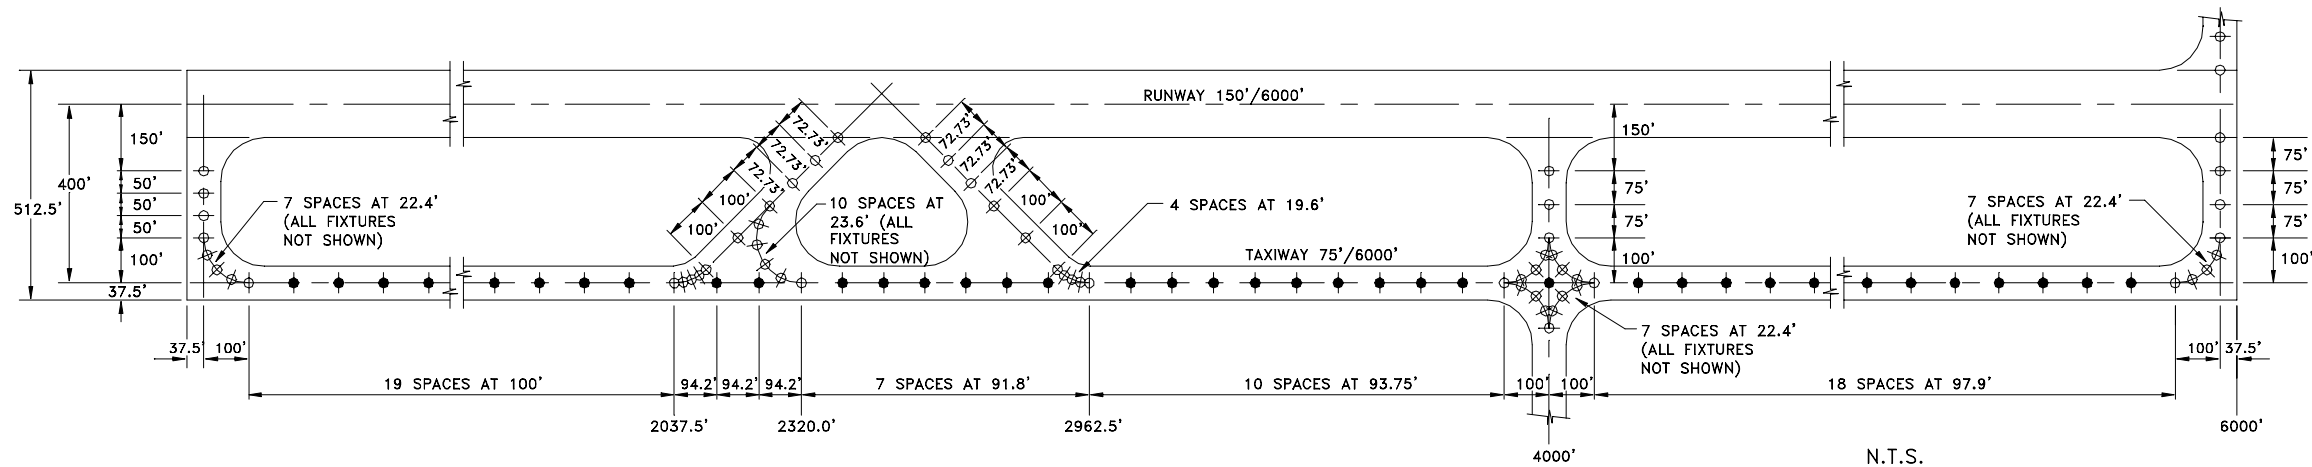 RUNWAY 150'/6000'
150'
50'
50'
50'
100'
37.5'
400'
512.5'
7 SPACES AT 22.4'
(ALL FIXTURES
NOT SHOWN)
72.73'
72.73'
72.73'
100'
100'
10 SPACES AT
23.6' (ALL
FIXTURES
NOT SHOWN)
72.73'
72.73'
72.73'
100'
100'
4 SPACES AT 19.6'
TAXIWAY 75'/6000'
150'
75'
75'
100'
7 SPACES AT 22.4'
(ALL FIXTURES
NOT SHOWN)
7 SPACES AT 22.4'
(ALL FIXTURES
NOT SHOWN)
75'
75'
75'
100'
37.5'
100'
19 SPACES AT 100'
94.2'
94.2'
94.2'
7 SPACES AT 91.8'
10 SPACES AT 93.75'
100'
100'
18 SPACES AT 97.9'
100'
37.5'
2037.5'
2320.0'
2962.5'
4000'
6000'
N.T.S.